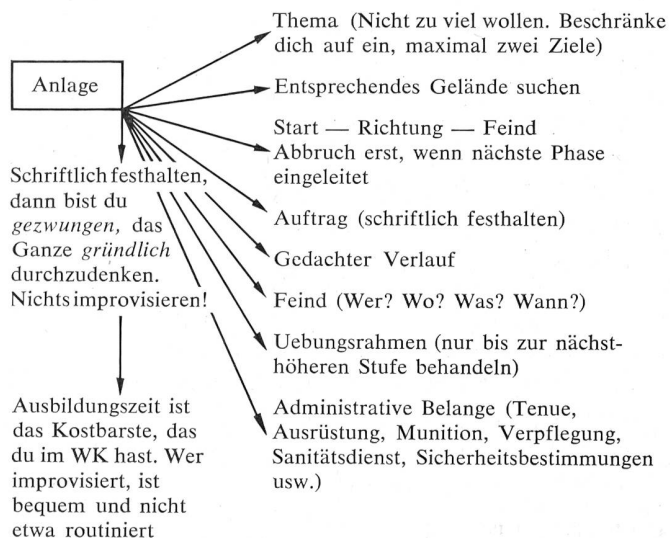 Anlage
Schriftlich festhalten,
dann bist du
gezwungen, das
Ganze gründlich
durchzudenken.
Nichts improvisieren!
Ausbildungszeit ist
das Kostbarste, das
du im WK hast. Wer
improvisiert, ist
bequem und nicht
etwa routiniert
Thema (Nicht zu viel wollen. Beschränke
dich auf ein, maximal zwei Ziele)
Entsprechendes Gelände suchen
Start — Richtung — Feind
Abbruch erst, wenn nächste Phase
eingeleitet
Auftrag (schriftlich festhalten)
Gedachter Verlauf
Feind (Wer? Wo? Was? Wann?)
Uebungsrahmen (nur bis zur nächst-
höheren Stufe behandeln)
Administrative Belange (Tenue,
Ausrüstung, Munition, Verpflegung,
Sanitätsdienst, Sicherheitsbestimmungen
usw.)